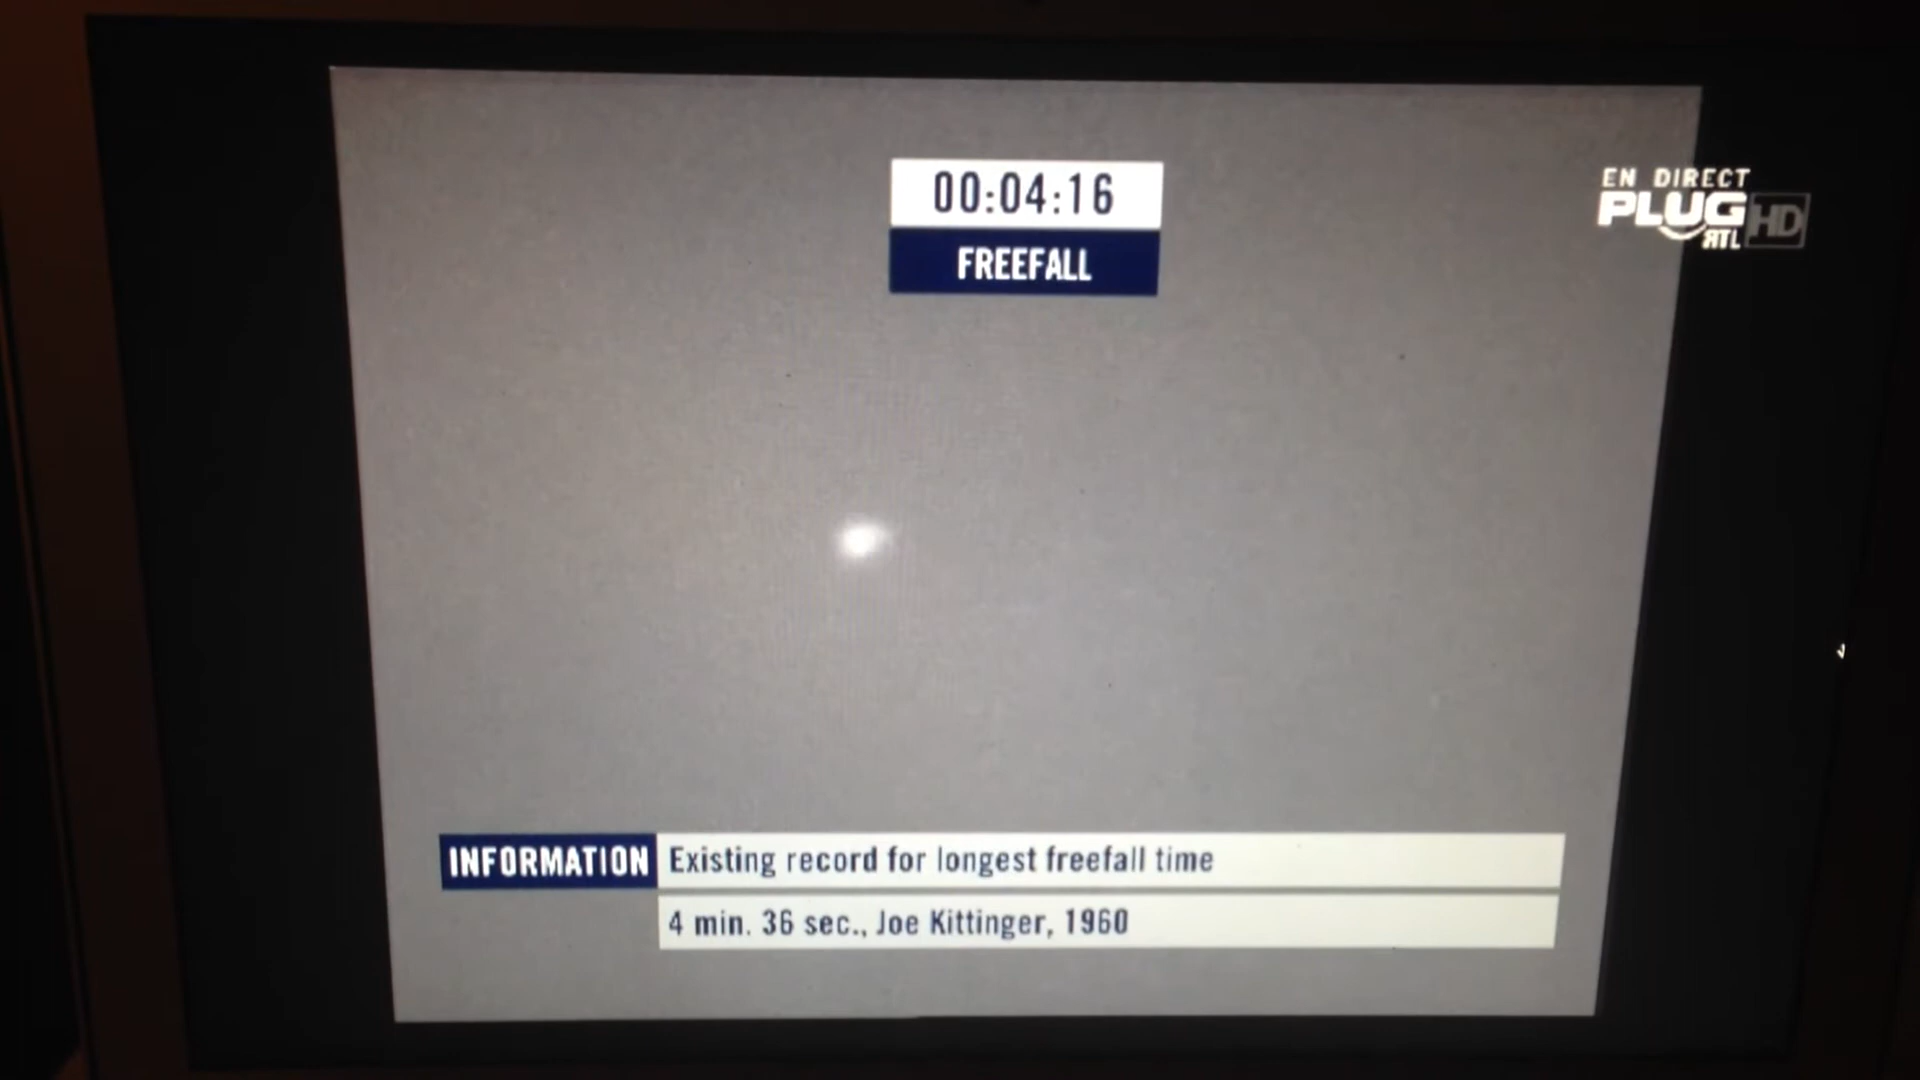 00:04:16
FREEFALL
EN DIRECT
PLUG HD
RTL
INFORMATION Existing record for longest freefall time
4 min. 36 sec., Joe Kittinger, 1960